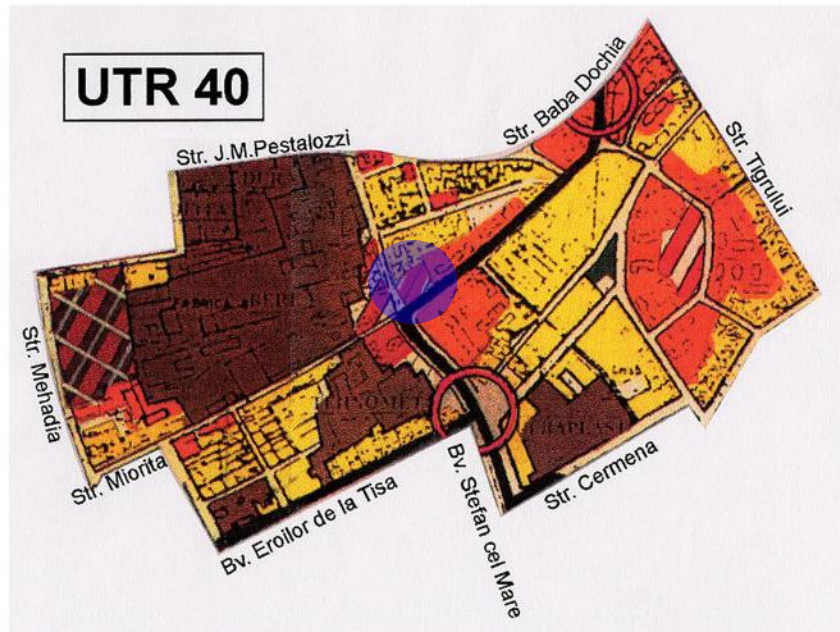 UTR 40
Str. J.M.Pestalozzi
Str. Baba Dochia
Str. Tigrului
Str. Mehadia
Str. Miorita
Bv. Eroilor de la Tisa
Bv. Stefan cel Mare
Str. Cermena